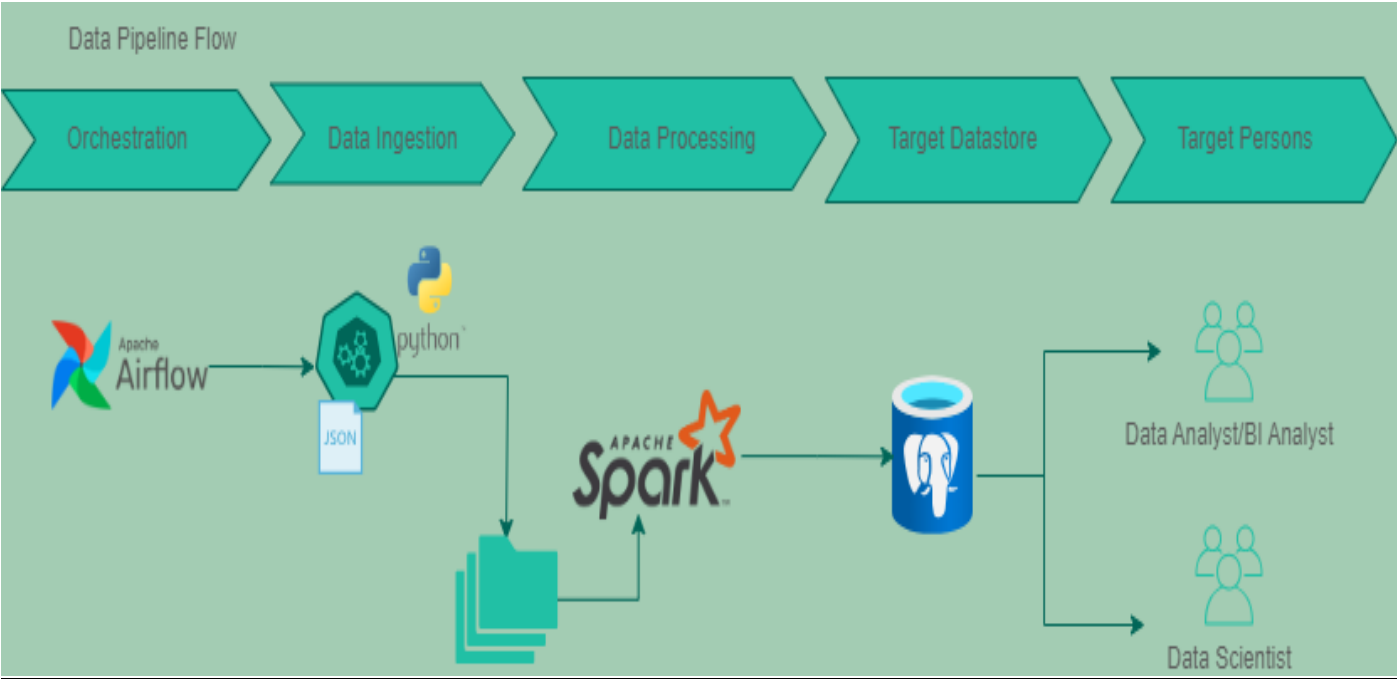 Data Pipeline Flow
Orchestration
Data Ingestion
Data Processing
Target Datastore
Target Persons
Apache
Airflow
python
JSON
APACHE
Spark
Data Analyst/BI Analyst
Data Scientist